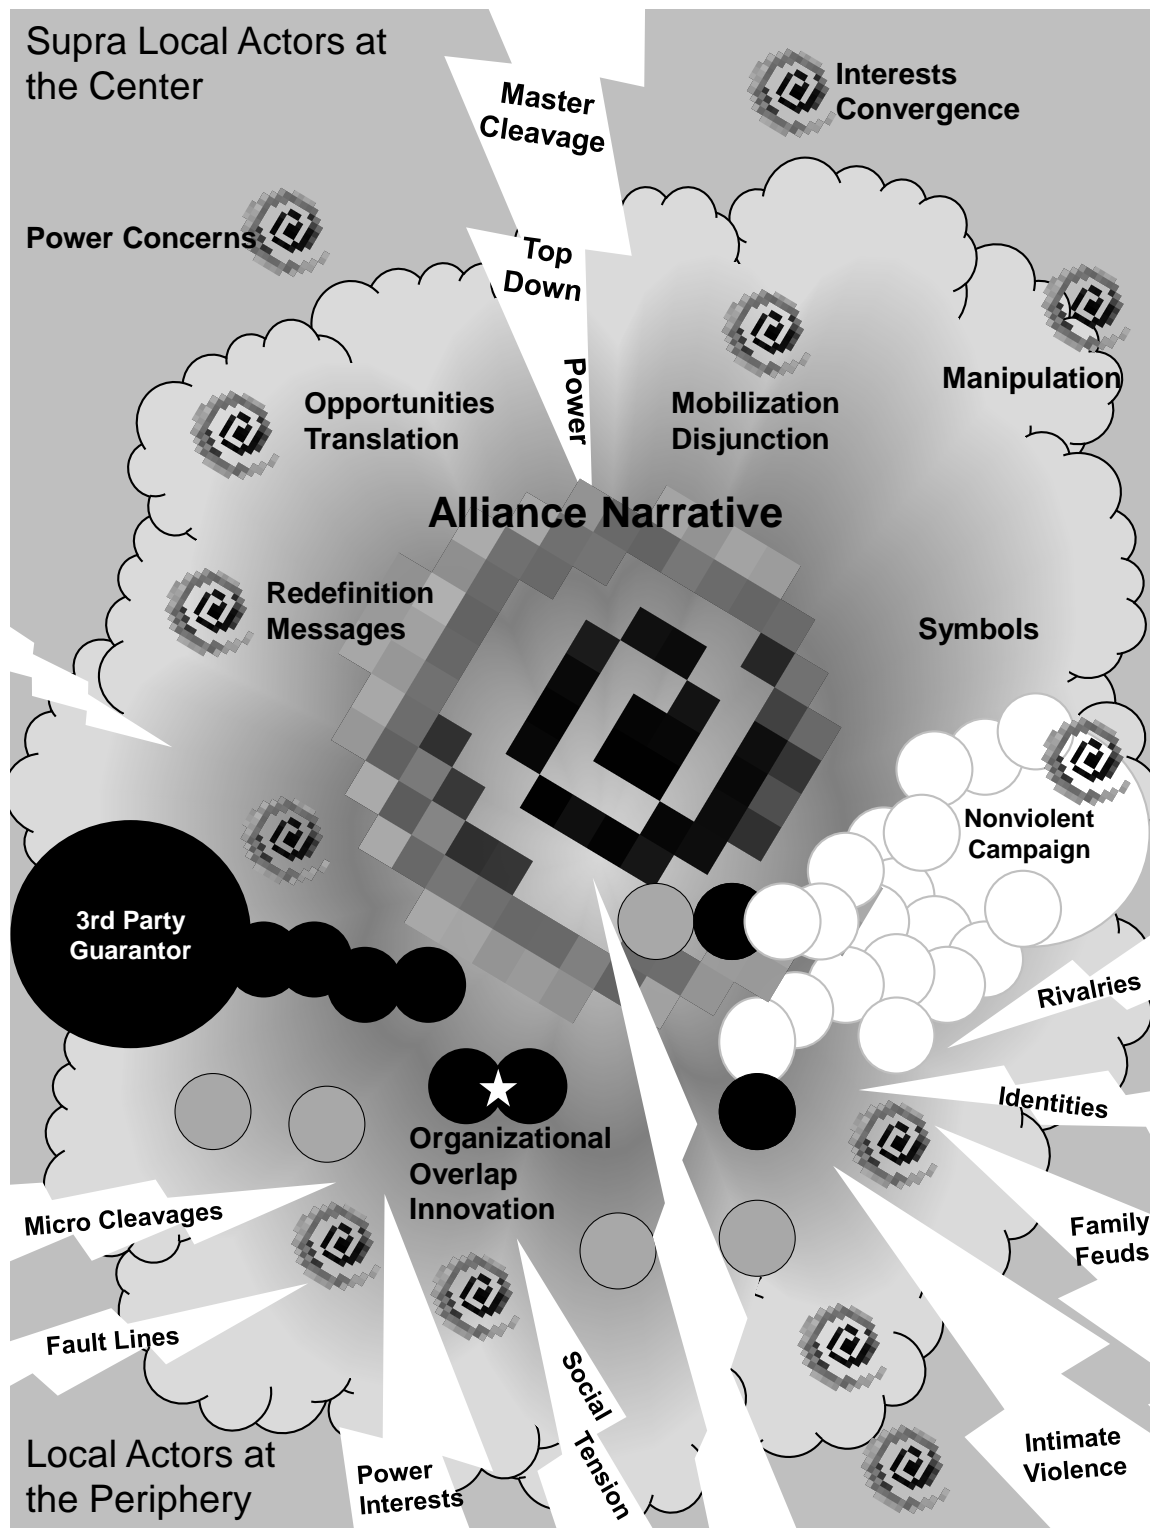 Supra Local Actors at
the Center
Master
Cleavage
Interests
Convergence
Power Concerns
Top
Down
Power
Manipulation
Opportunities
Translation
Mobilization
Disjunction
Alliance Narrative
Redefinition
Messages
Symbols
Nonviolent
Campaign
3rd Party
Guarantor
Rivalries
Identities
Organizational
Overlap
Innovation
Micro Cleavages
Family
Feuds
Fault Lines
Social
Tension
Intimate
Violence
Power
Interests
Local Actors at
the Periphery